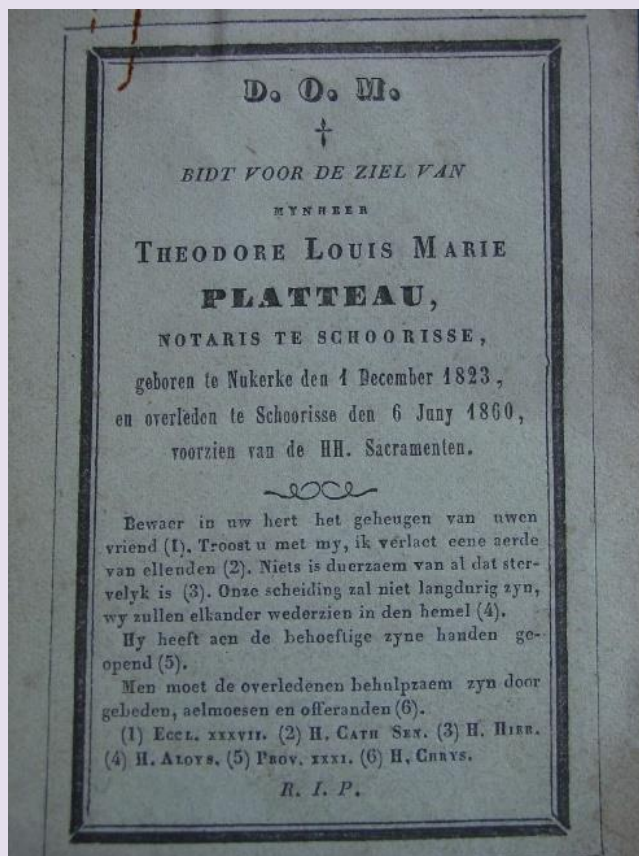 D. O. M.
BIDT VOOR DE ZIEL VAN
MYNHEER
THEODORE LOUIS MARIE
PLATTEAU,
NOTARIS TE SCHOORISSE,
geboren te Nukerke den 1 December 1823,
en overleden te Schoorisse den 6 Juny 1860,
voorzien van de HH. Sacramenten.
Bewaer in uw hert het geheugen van uwen
vriend (1). Troost u met my, ik verlaet eene aerde
van ellenden (2). Niets is duerzaem van al dat ster-
velyk is (3). Onze scheiding zal niet langdurig zyn,
wy zullen elkander wederzien in den hemel (4).
Hy heeft aen de behoeftige zyne handen ge-
opend (5).
Men moet de overledenen behulpzaem zyn door
gebeden, aelmoesen en offeranden (6).
(1) ECCL. XXXVII. (2) H. CATH SEN. (3) H. HIER.
(4) H. ALOYS. (5) PROV. XXXI. (6) H. CHRYS.
R. I. P.